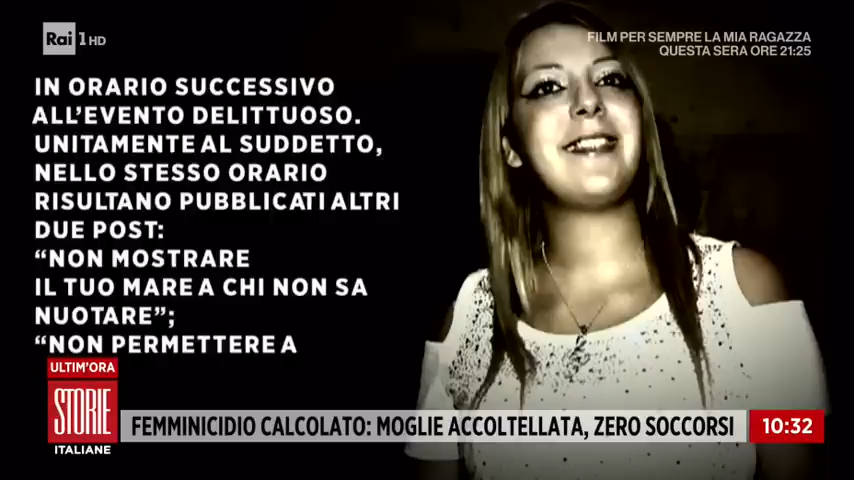 Rai 1 HD
FILM PER SEMPRE LA MIA RAGAZZA
QUESTA SERA ORE 21:25
IN ORARIO SUCCESSIVO
ALL'EVENTO DELITTUOSO.
UNITAMENTE AL SUDDETTO,
NELLO STESSO ORARIO
RISULTANO PUBBLICATI ALTRI
DUE POST:
“NON MOSTRARE
IL TUO MARE A CHI NON SA
NUOTARE”;
“NON PERMETTERE A
ULTIM'ORA
STORIE
ITALIANE
FEMMINICIDIO CALCOLATO: MOGLIE ACCOLTELLATA, ZERO SOCCORSI
10:32